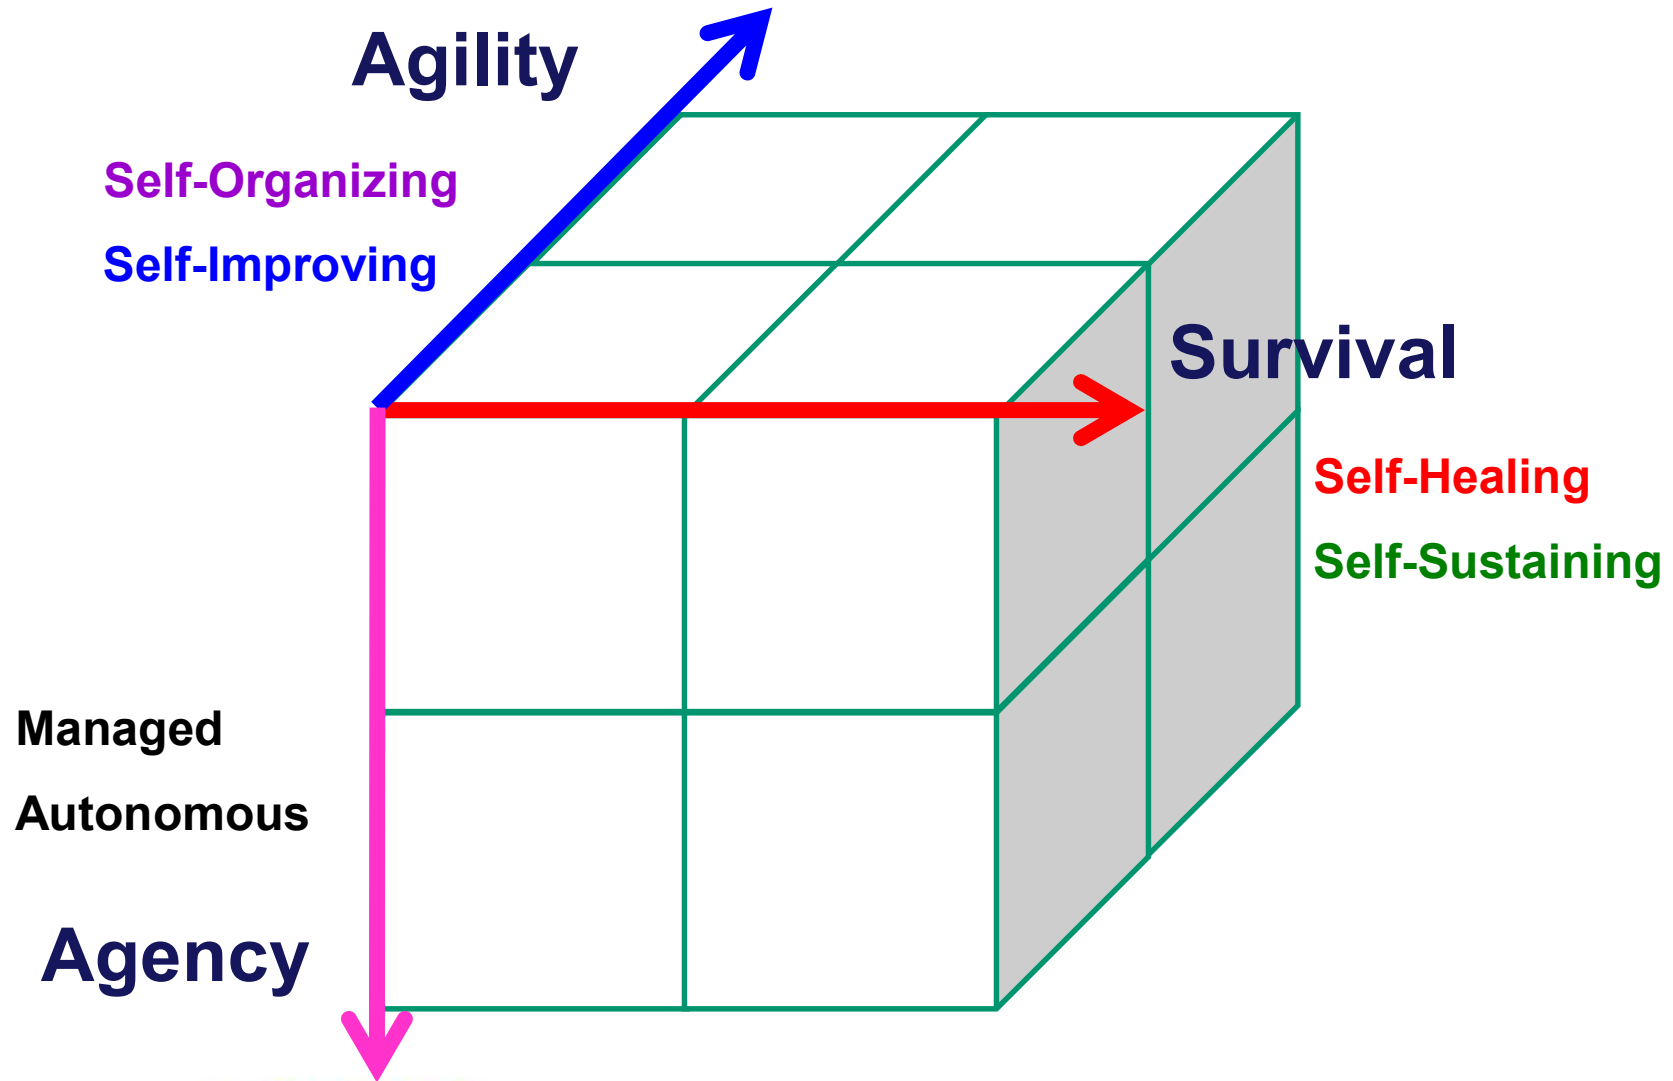 Agility
Self-Organizing
Self-Improving
Survival
Self-Healing
Self-Sustaining
Managed
Autonomous
Agency